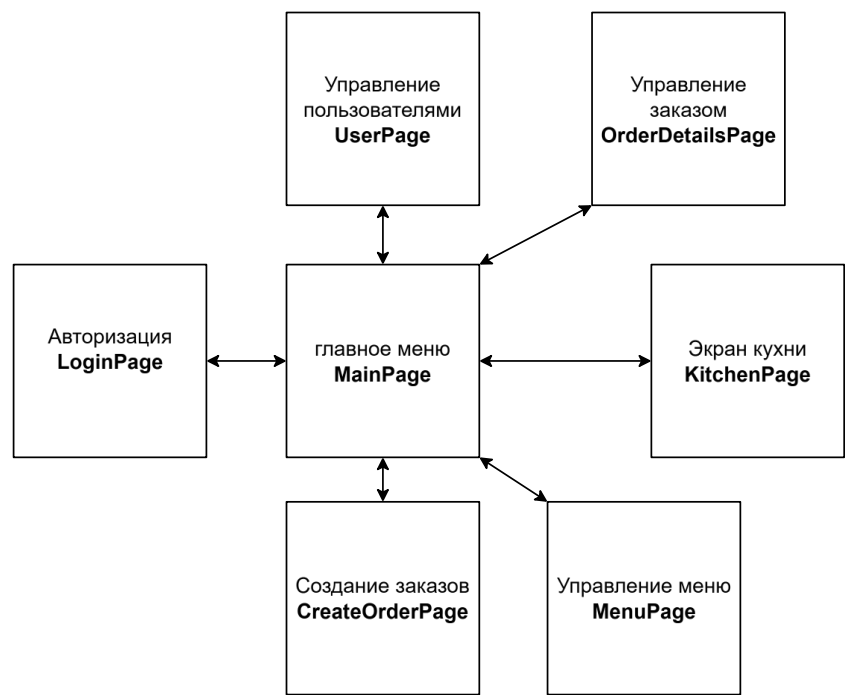 Управление
пользователями
UserPage
Управление
заказом
OrderDetailsPage
Авторизация
LoginPage
главное меню
MainPage
Экран кухни
KitchenPage
Создание заказов
CreateOrderPage
Управление меню
MenuPage